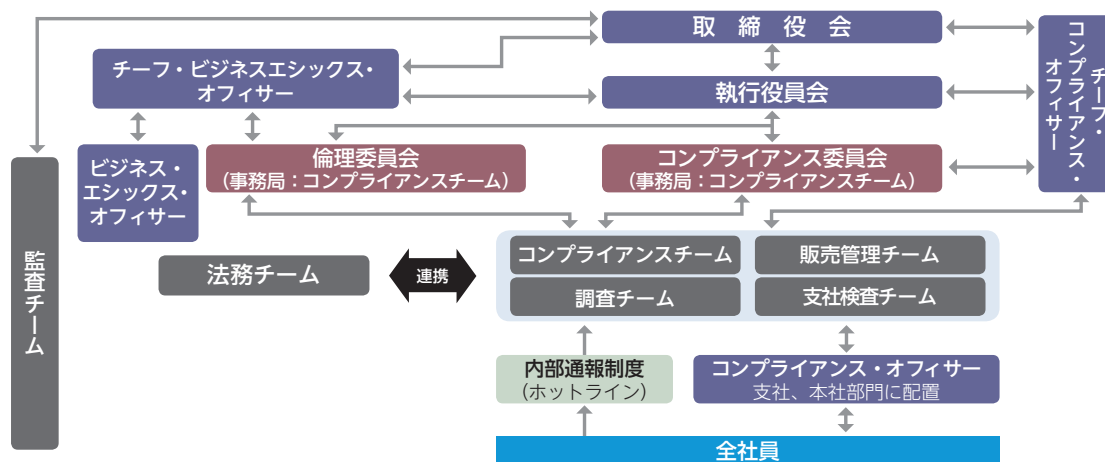 取締役会
チーフ・ビジネスエシックス・
オフィサー
執行役員会
チーフ・
コンプライアンス・
オフィサー
ビジネス・
エシックス・
オフィサー
倫理委員会
(事務局：コンプライアンスチーム)
コンプライアンス委員会
(事務局：コンプライアンスチーム)
監査チーム
法務チーム
連携
コンプライアンスチーム
販売管理チーム
調査チーム
支社検査チーム
内部通報制度
(ホットライン)
コンプライアンス・オフィサー
支社、本社部門に配置
全社員